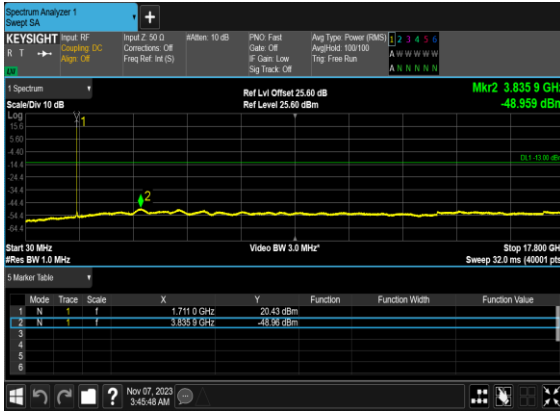 Spectrum Analyzer 1
Swept SA
+
KEYSIGHT
R T
Input: RF
Coupling: DC
Align: Off
Input Z: 50 Ω
Corrections: Off
Freq Ref: Int (S)
#Atten: 10 dB
PNO: Fast
Gate: Off
IF Gain: Low
Sig Track: Off
Avg Type: Power (RMS)
Avg|Hold: 100/100
Trig: Free Run
1 2 3 4 5 6
A W W W W W
A N N N N N
1 Spectrum
Scale/Div 10 dB
Ref Lvl Offset 25.60 dB
Ref Level 25.60 dBm
Mkr2 3.835 9 GHz
-48.959 dBm
Log
15.6
5.60
-4.40
-14.4
-24.4
-34.4
-44.4
-54.4
-64.4
1
2
DL1 -13.00 dBm
Start 30 MHz
#Res BW 1.0 MHz
Video BW 3.0 MHz*
Stop 17.800 GH
Sweep 32.0 ms (40001 pts
5 Marker Table
Mode Trace Scale X Y Function Function Width Function Value
1 N 1 f 1.711 0 GHz 20.43 dBm
2 N 1 f 3.835 9 GHz -48.96 dBm
3
4
5
6
?
Nov 07, 2023
3:45:48 AM